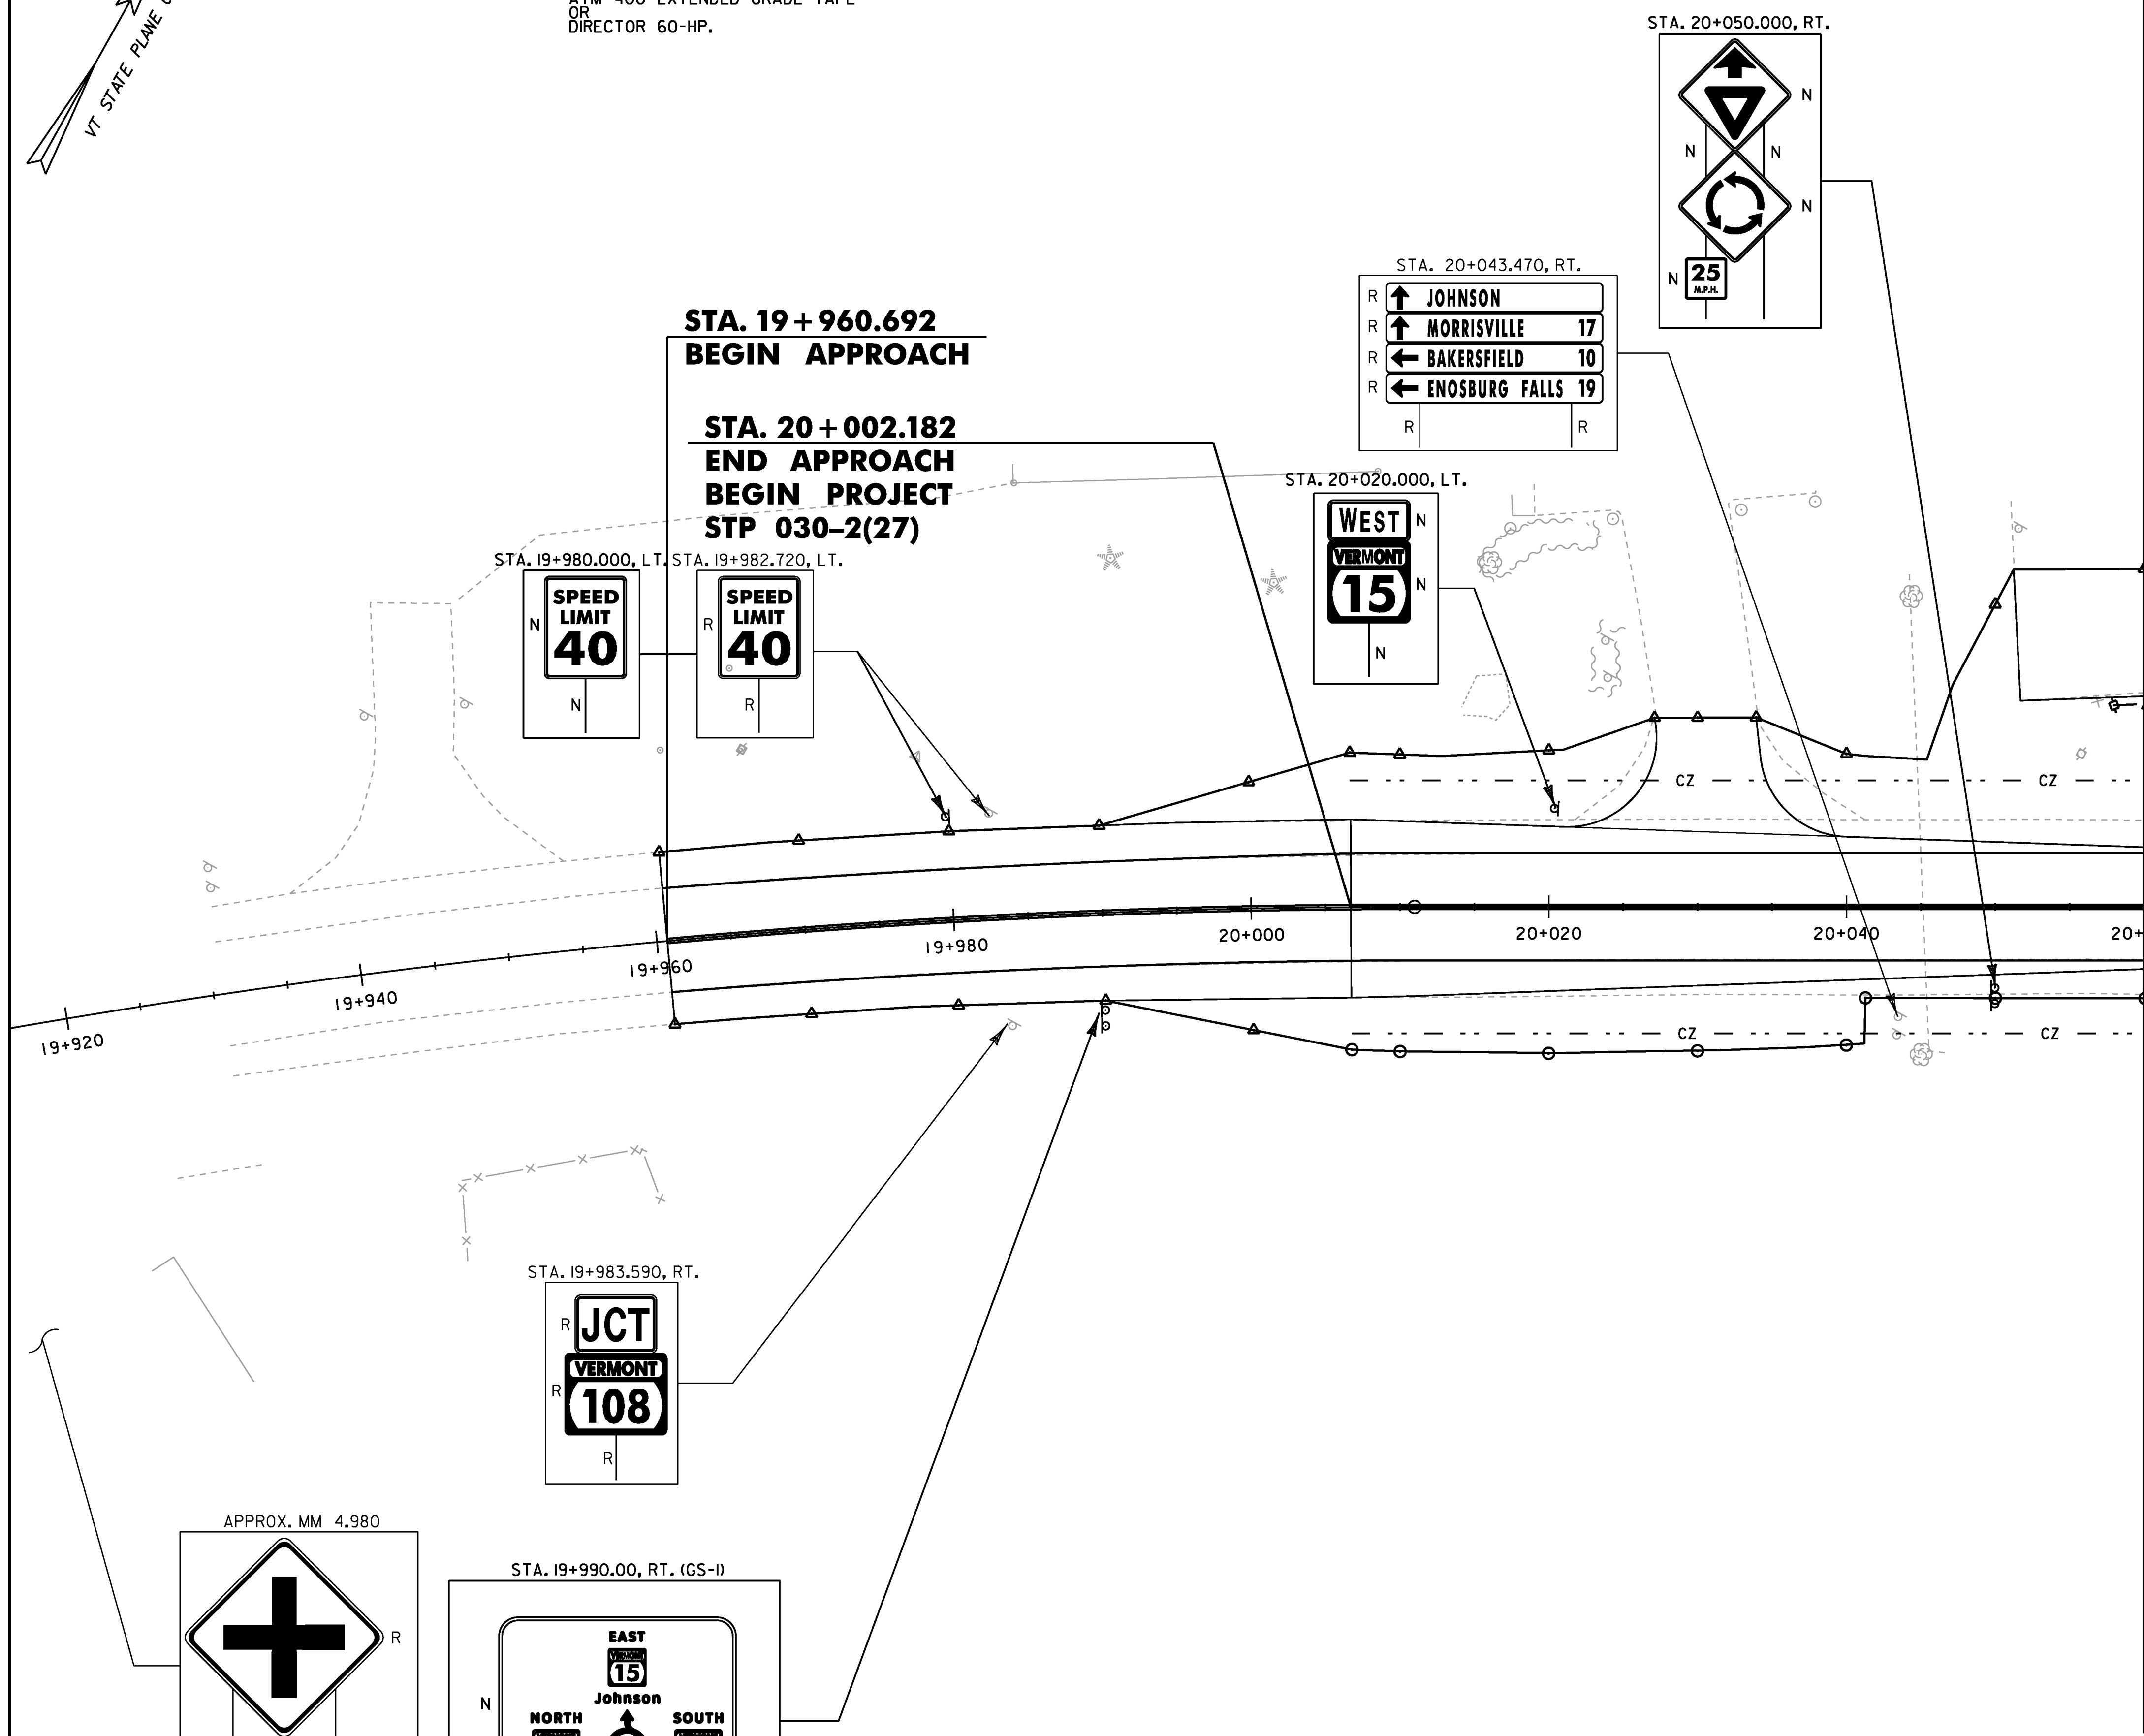 VT STATE PLANE
OR
DIRECTOR 60-HP.
STA. 20+050.000, RT.
N
N
N
N
N
25
M.P.H.
STA. 20+043.470, RT.
R JOHNSON
R MORRISVILLE 17
R BAKERSFIELD 10
R ENOSBURG FALLS 19
R R
STA. 19+960.692
BEGIN APPROACH
STA. 20+002.182
END APPROACH
BEGIN PROJECT
STP 030-2(27)
STA. 20+020.000, LT.
WEST N
VERMONT
15 N
N
STA. 19+980.000, LT.
SPEED
LIMIT
40
N
N
STA. 19+982.720, LT.
SPEED
LIMIT
40
R
R
CZ CZ
19+920
19+940
19+960
19+980
20+000
20+020
20+040
20+
CZ CZ
STA. 19+983.590, RT.
R JCT
VERMONT
R 108
R
APPROX. MM 4.980
R
STA. 19+990.00, RT. (GS-1)
EAST
VERMONT
15
N
Johnson
NORTH SOUTH